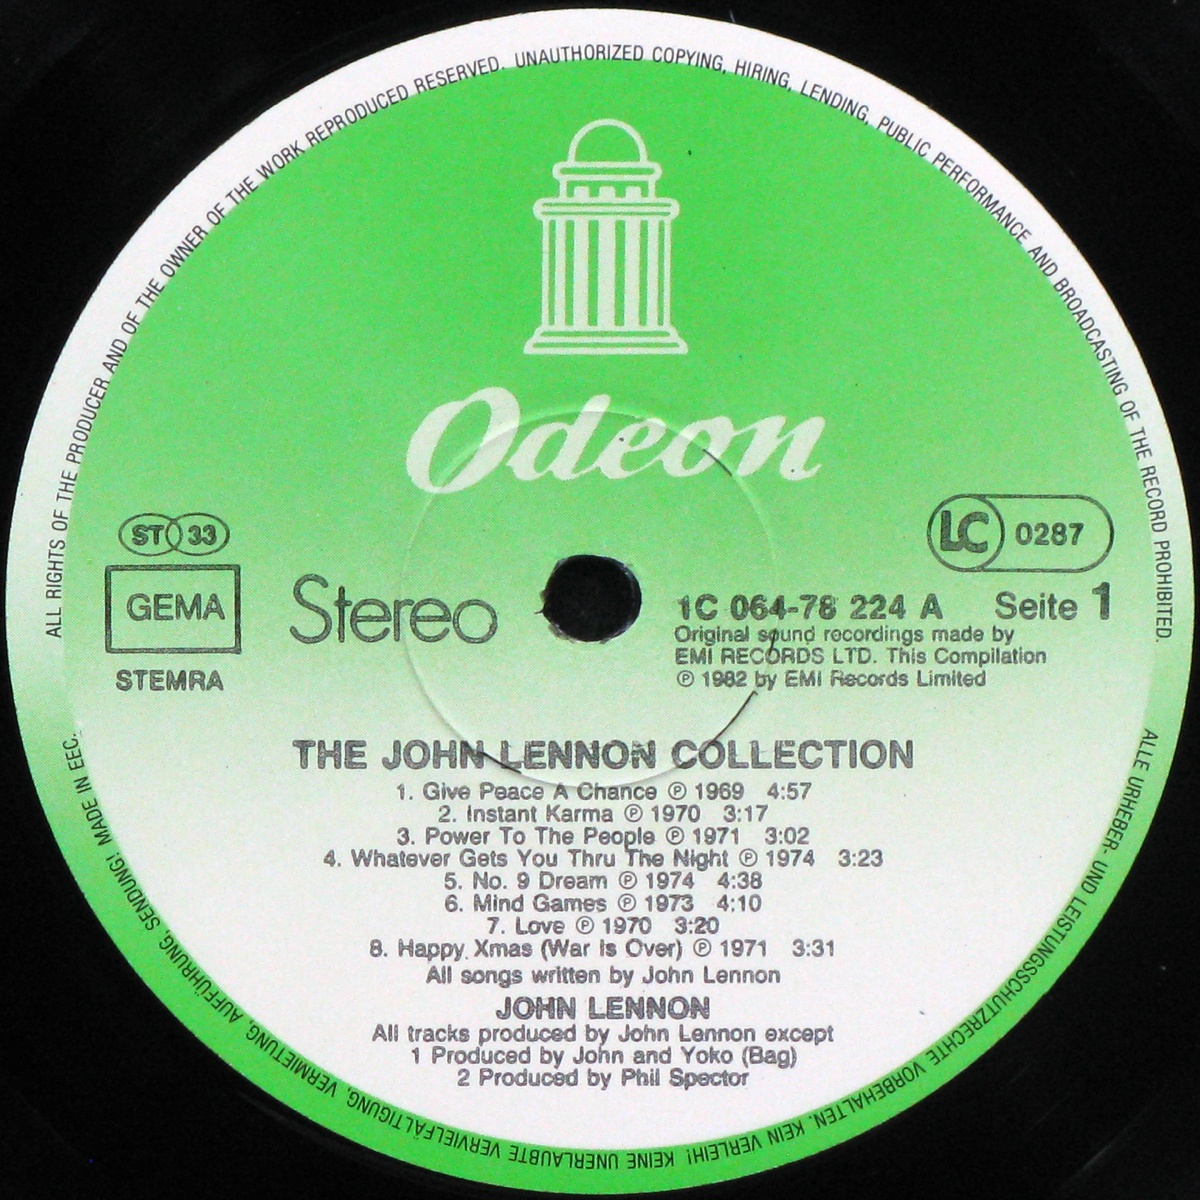 ALL RIGHTS OF THE PRODUCER AND OF THE OWNER OF THE WORK REPRODUCED RESERVED. UNAUTHORIZED COPYING, HIRING, LENDING, PUBLIC PERFORMANCE AND BROADCASTING OF THE RECORD PROHIBITED.
Odeon
ST 33
GEMA
STEMRA
Stereo
LC 0287
1C 064-78 224 A Seite 1
Original sound recordings made by
EMI RECORDS LTD. This Compilation
℗ 1982 by EMI Records Limited
THE JOHN LENNON COLLECTION
1. Give Peace A Chance ℗ 1969 4:57
2. Instant Karma ℗ 1970 3:17
3. Power To The People ℗ 1971 3:02
4. Whatever Gets You Thru The Night ℗ 1974 3:23
5. No. 9 Dream ℗ 1974 4:38
6. Mind Games ℗ 1973 4:10
7. Love ℗ 1970 3:20
8. Happy Xmas (War Is Over) ℗ 1971 3:31
All songs written by John Lennon
JOHN LENNON
All tracks produced by John Lennon except
1 Produced by John and Yoko (Bag)
2 Produced by Phil Spector
ALLE URHEBER- UND LEISTUNGSSCHUTZRECHTE VORBEHALTEN. KEIN VERLEIH! KEINE UNERLAUBTE VERVIELFÄLTIGUNG, VERMIETUNG, AUFFÜHRUNG, SENDUNG! MADE IN EEC.